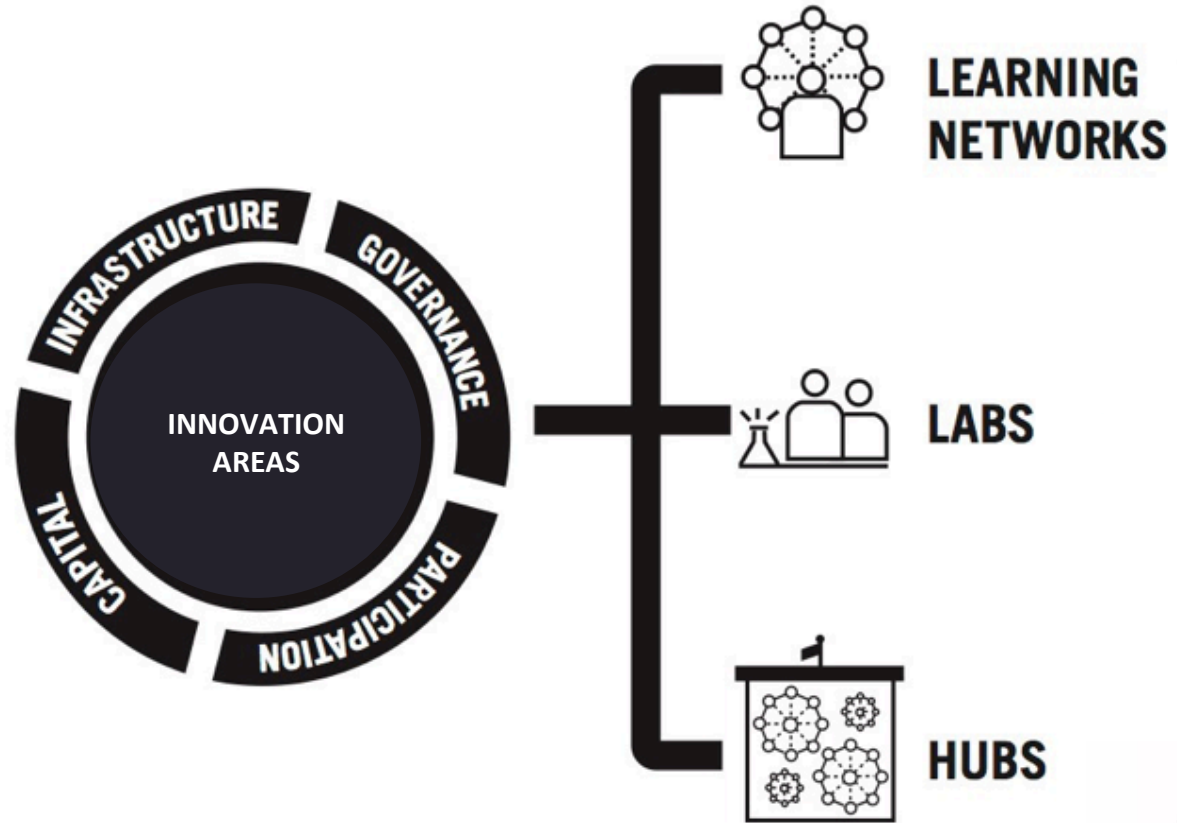 INFRASTRUCTURE
GOVERNANCE
PARTICIPATION
CAPITAL
INNOVATION
AREAS
LEARNING
NETWORKS
LABS
HUBS